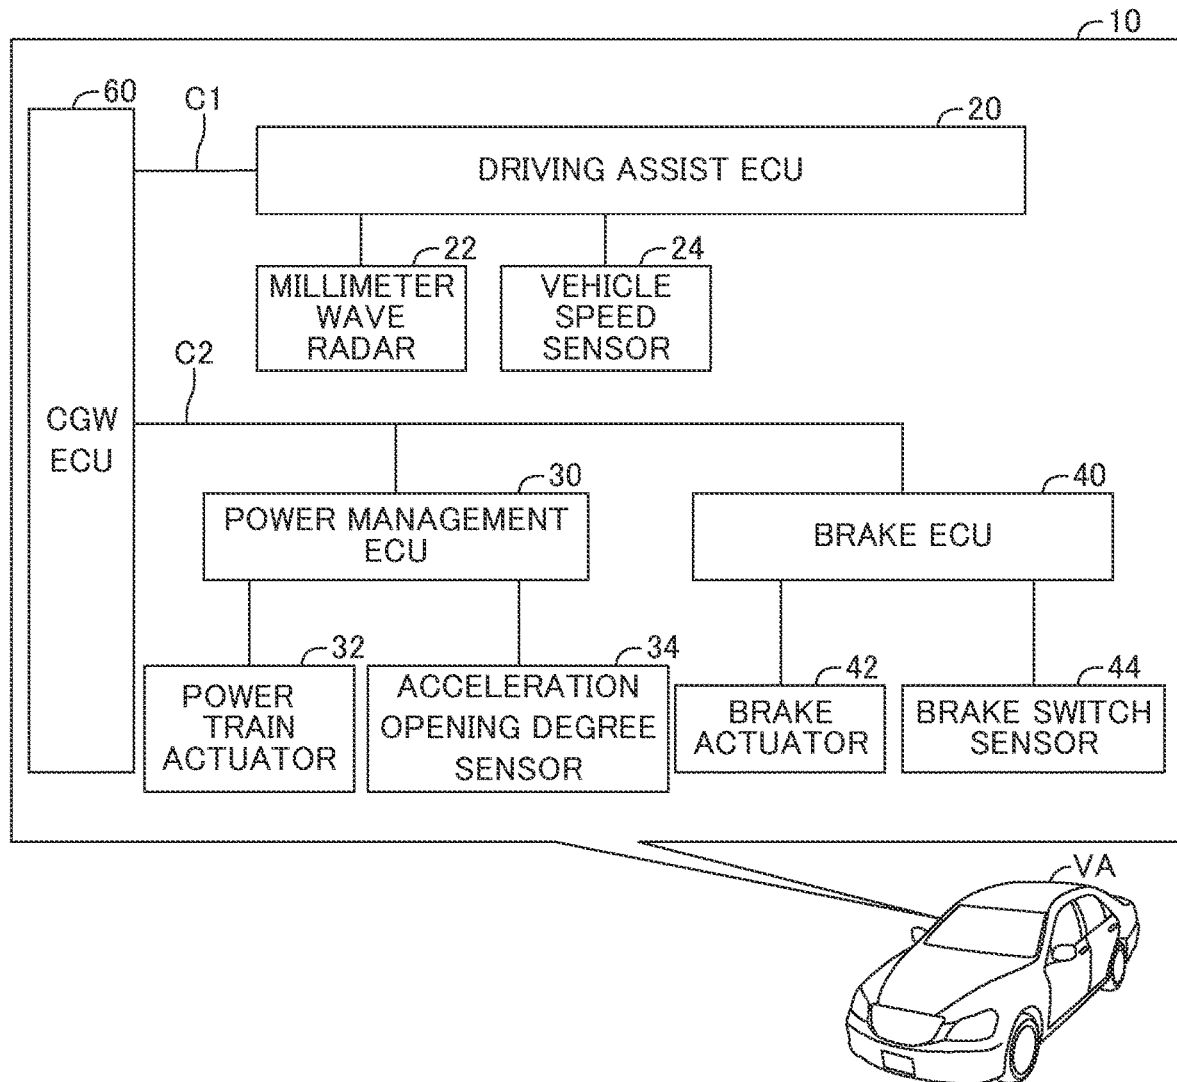 10
60
C1
20
DRIVING ASSIST ECU
22
24
MILLIMETER
WAVE
RADAR
VEHICLE
SPEED
SENSOR
C2
CGW
ECU
30
40
POWER MANAGEMENT
ECU
BRAKE ECU
32
34
42
44
POWER
TRAIN
ACTUATOR
ACCELERATION
OPENING DEGREE
SENSOR
BRAKE
ACTUATOR
BRAKE SWITCH
SENSOR
VA